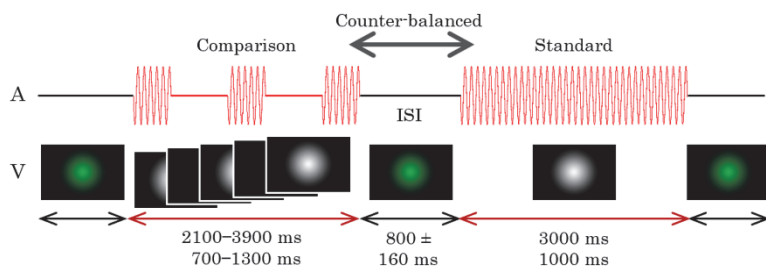 Counter-balanced
Comparison
Standard
A
ISI
V
2100–3900 ms
700–1300 ms
800 ±
160 ms
3000 ms
1000 ms